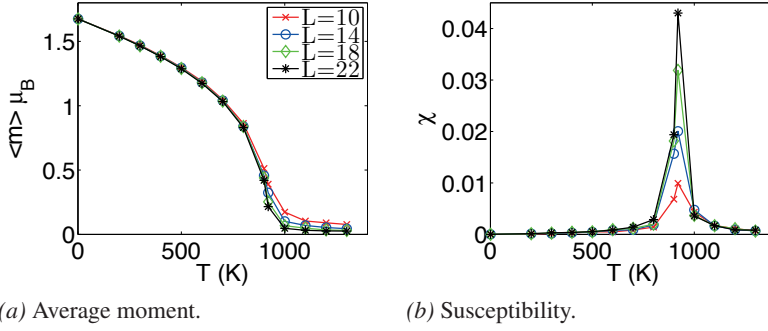 <m> μB
1.5
1
0.5
0
0
500
1000
T (K)
L=10
L=14
L=18
L=22
χ
0.04
0.03
0.02
0.01
0
0
500
1000
T (K)
(a) Average moment.
(b) Susceptibility.